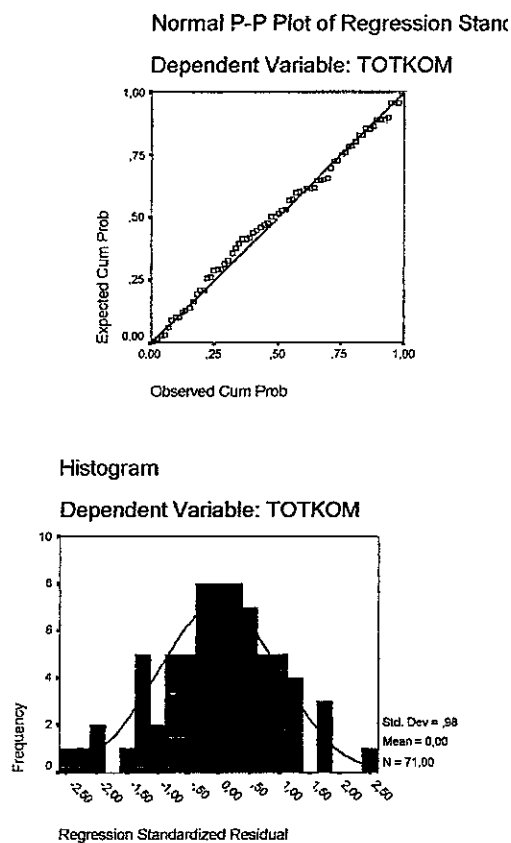 Normal P-P Plot of Regression Stand
Dependent Variable: TOTKOM
1,00
,75
,50
,25
0,00
Expected Cum Prob
0,00 ,25 ,50 ,75 1,00
Observed Cum Prob
Histogram
Dependent Variable: TOTKOM
10
8
6
4
2
0
Frequency
Std. Dev = ,98
Mean = 0,00
N = 71,00
-2,50 -2,00 -1,50 -1,00 -,50 0,00 ,50 1,00 1,50 2,00 2,50
Regression Standardized Residual